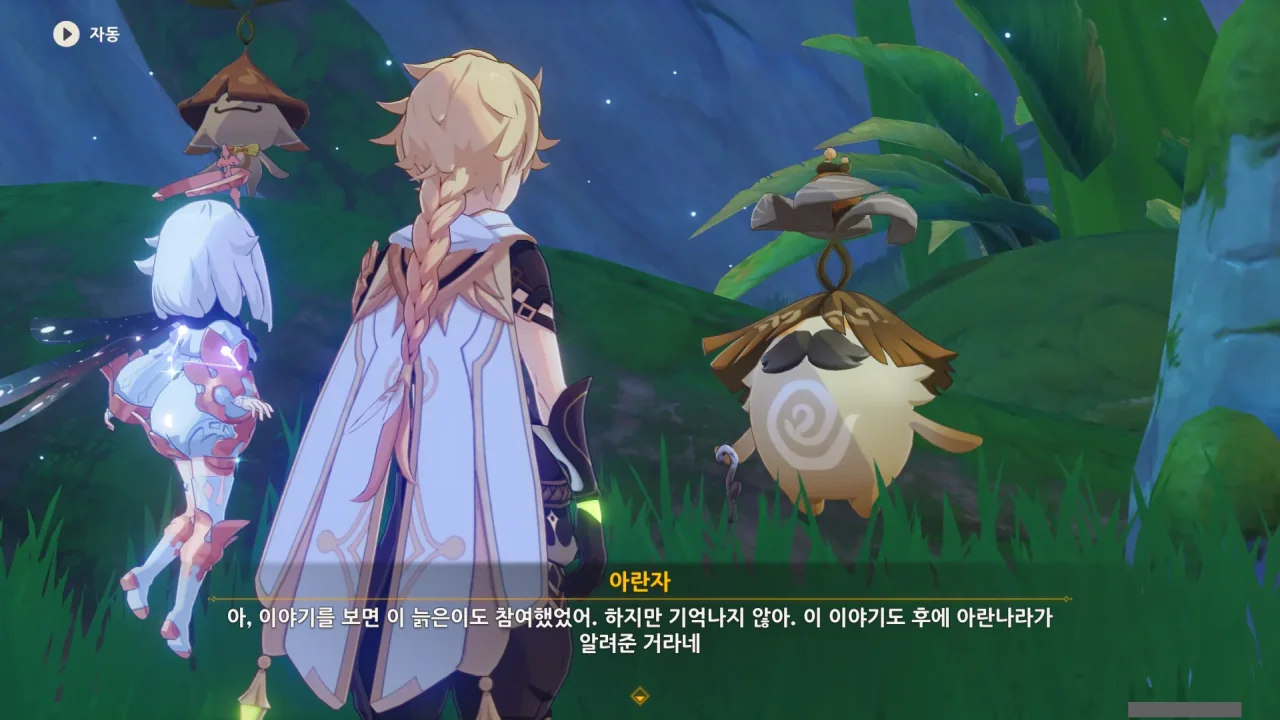 자동
아란자
아, 이야기를 보면 이 늙은이도 참여했었어. 하지만 기억나지 않아. 이 이야기도 후에 아란나라가
알려준 거라네